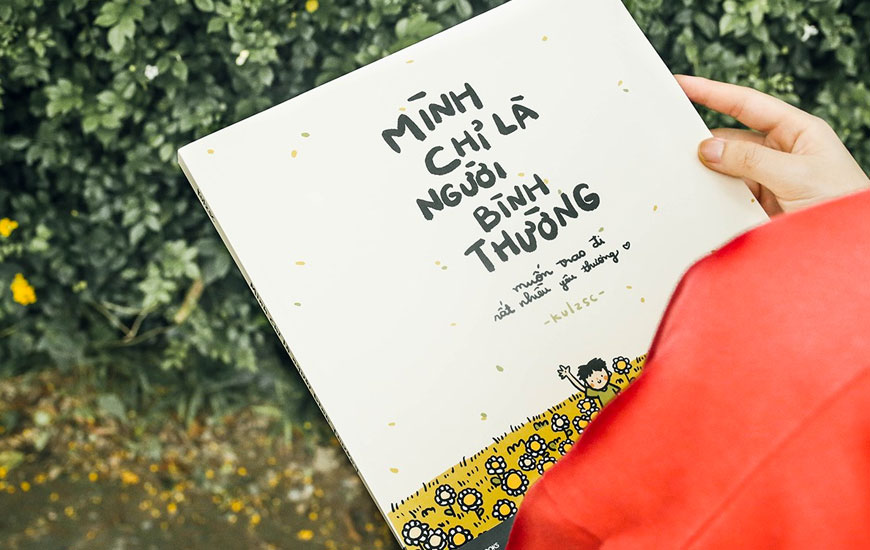 MÌNH
CHỈ LÀ
NGƯỜI
BÌNH
THƯỜNG
muốn trao đi
rất nhiều yêu thương
-kulzsc-